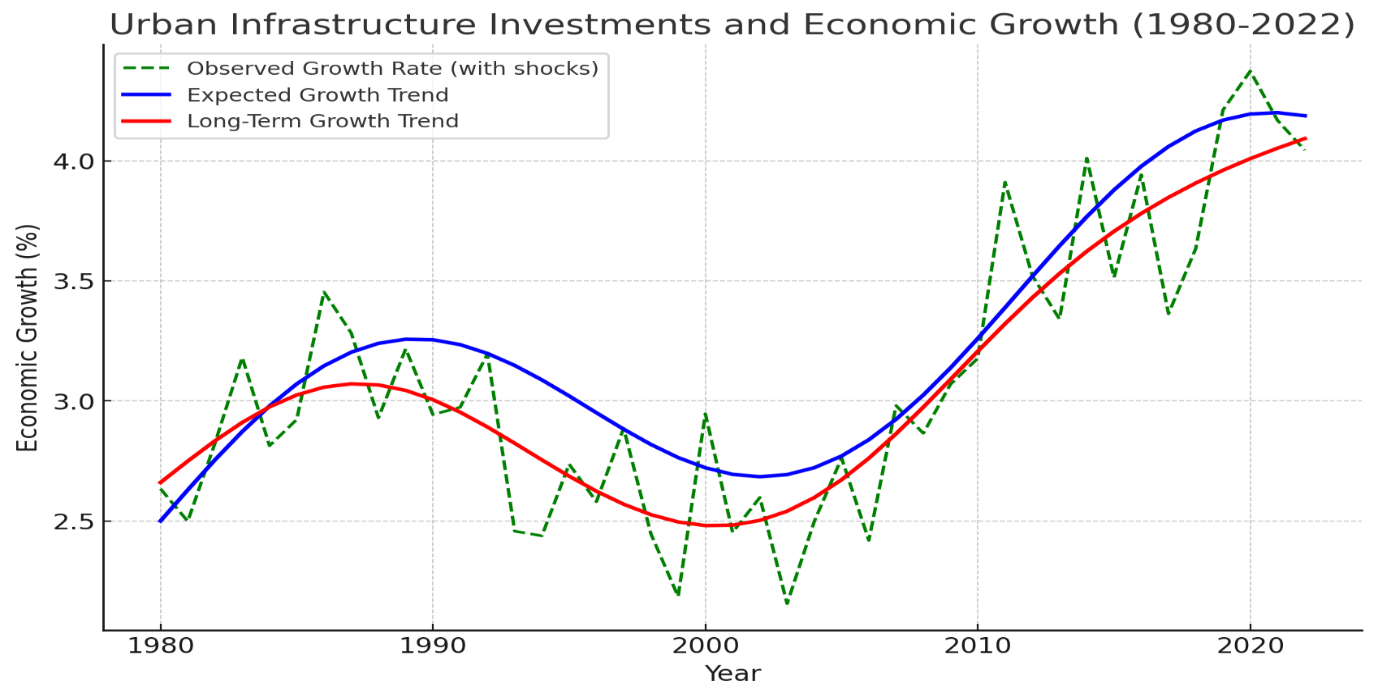 Urban Infrastructure Investments and Economic Growth (1980-2022)
Observed Growth Rate (with shocks)
Expected Growth Trend
Long-Term Growth Trend
Economic Growth (%)
4.0
3.5
3.0
2.5
1980 1990 2000 2010 2020
Year